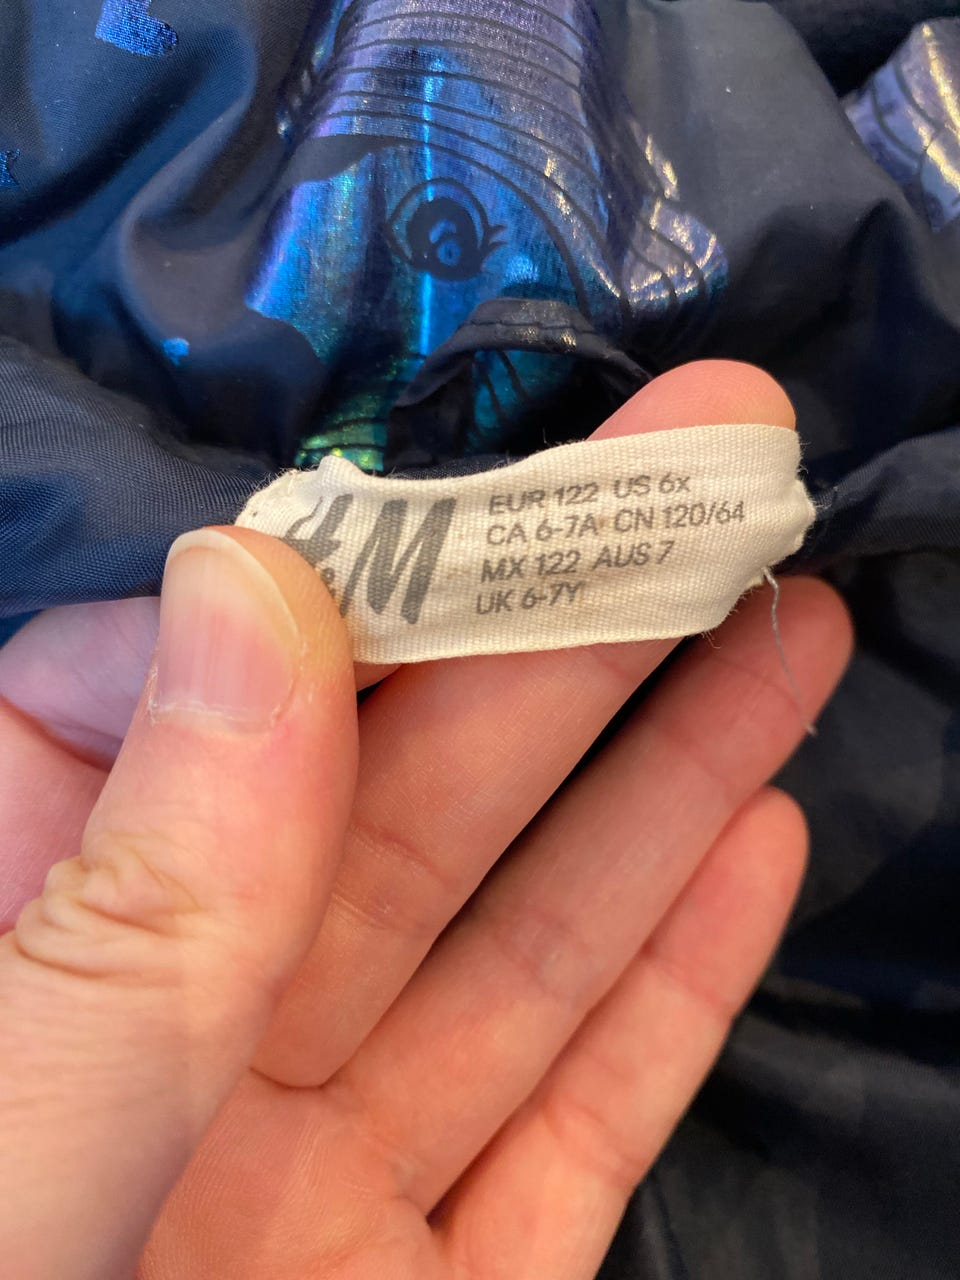 H&M
EUR 122 US 6x
CA 6-7A CN 120/64
MX 122 AUS 7
UK 6-7Y